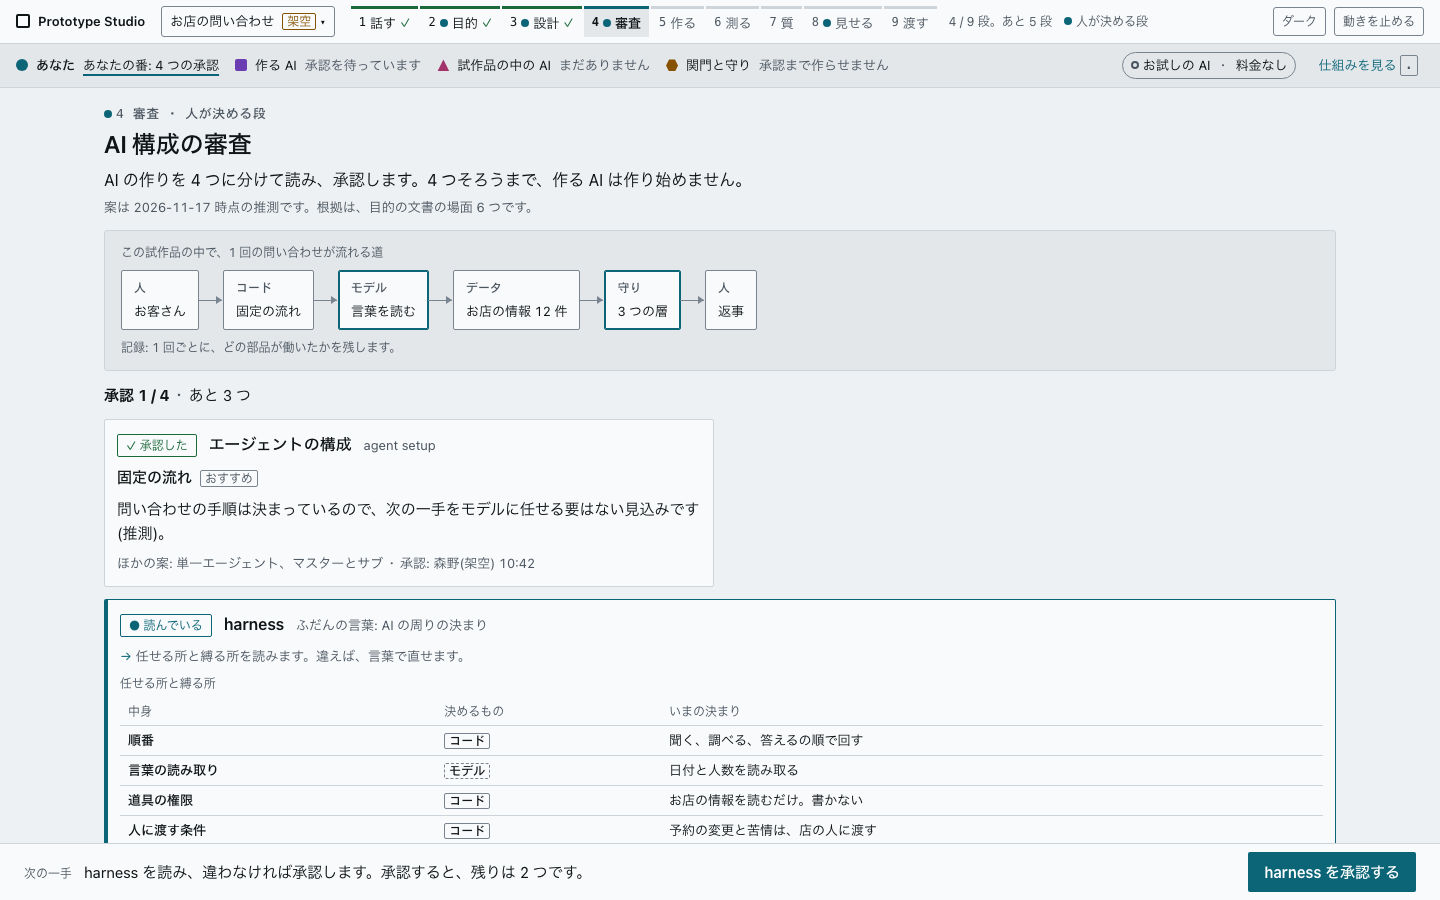 Prototype Studio
お店の問い合わせ 架空 ▾
1 話す ✓
2 ● 目的 ✓
3 ● 設計 ✓
4 ● 審査
5 作る
6 測る
7 質
8 ● 見せる
9 渡す
4 / 9 段。あと 5 段
● 人が決める段
ダーク
動きを止める
あなた あなたの番: 4 つの承認
作る AI 承認を待っています
試作品の中の AI まだありません
関門と守り 承認まで作らせません
お試しの AI ・ 料金なし
仕組みを見る .
4 審査 ・ 人が決める段
AI 構成の審査
AI の作りを 4 つに分けて読み、承認します。4 つそろうまで、作る AI は作り始めません。
案は 2026-11-17 時点の推測です。根拠は、目的の文書の場面 6 つです。
この試作品の中で、1 回の問い合わせが流れる道
人
お客さん
コード
固定の流れ
モデル
言葉を読む
データ
お店の情報 12 件
守り
3 つの層
人
返事
記録: 1 回ごとに、どの部品が働いたかを残します。
承認 1 / 4 · あと 3 つ
✓ 承認した エージェントの構成 agent setup
固定の流れ おすすめ
問い合わせの手順は決まっているので、次の一手をモデルに任せる要はない見込みです
(推測)。
ほかの案: 単一エージェント、マスターとサブ · 承認: 森野(架空) 10:42
● 読んでいる harness ふだんの言葉: AI の周りの決まり
→ 任せる所と縛る所を読みます。違えば、言葉で直せます。
任せる所と縛る所
中身 決めるもの いまの決まり
順番 コード 聞く、調べる、答えるの順で回す
言葉の読み取り モデル 日付と人数を読み取る
道具の権限 コード お店の情報を読むだけ。書かない
人に渡す条件 コード 予約の変更と苦情は、店の人に渡す
次の一手 harness を読み、違わなければ承認します。承認すると、残りは 2 つです。
harness を承認する